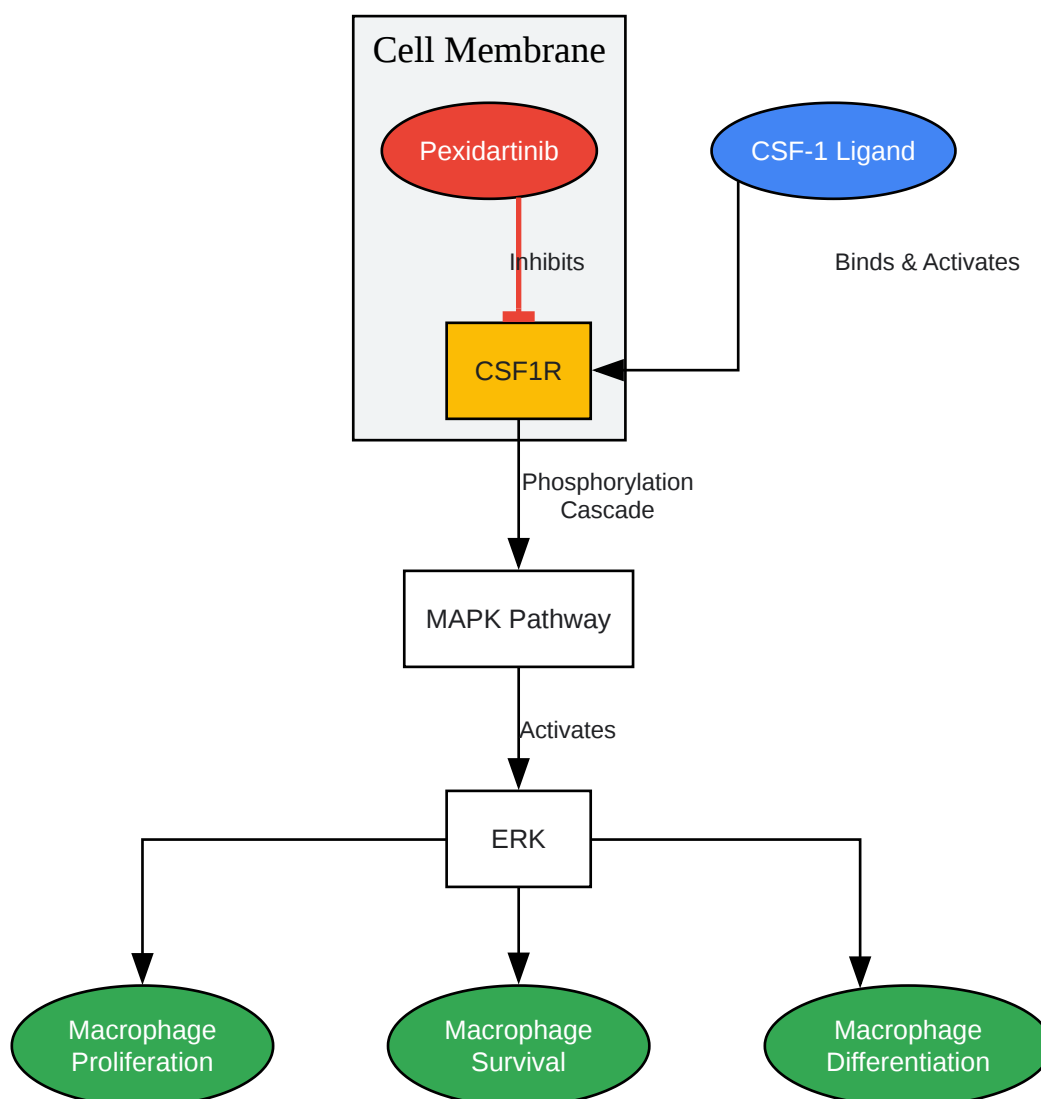 Cell Membrane
Pexidartinib
CSF-1 Ligand
Inhibits
Binds & Activates
CSF1R
Phosphorylation
Cascade
MAPK Pathway
Activates
ERK
Macrophage
Proliferation
Macrophage
Survival
Macrophage
Differentiation